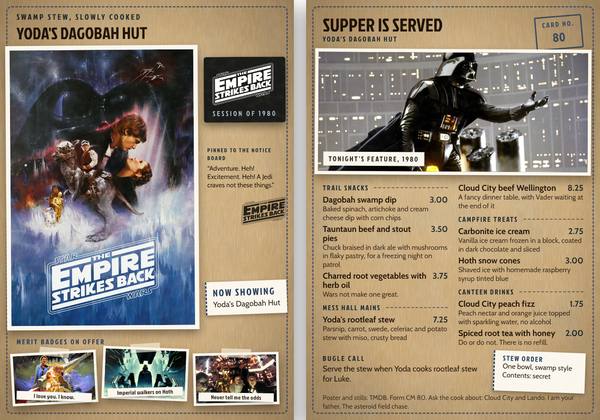 SWAMP STEW, SLOWLY COOKED
YODA'S DAGOBAH HUT
STAR
THE
EMPIRE
STRIKES BACK
WARS
THE
EMPIRE
STRIKES BACK
SEASON OF 1980
PINNED TO THE NOTICE
BOARD
"Adventure. Heh!
Excitement. Heh! A Jedi
craves not these things."
THE
EMPIRE
STRIKES BACK
NOW SHOWING
Yoda's Dagobah Hut
MERIT BADGES ON OFFER
I love you. I know.
Imperial walkers on Hoth
Never tell me the odds
SUPPER IS SERVED
YODA'S DAGOBAH HUT
CARD NO.
80
TONIGHT'S FEATURE, 1980
TRAIL SNACKS
Dagobah swamp dip 3.00
Baked spinach, artichoke and cream
cheese dip with corn chips
Tauntaun beef and stout 3.50
pie
Chuck braised in dark ale with mushrooms
in flaky pastry, for a freezing night on
patrol
Charred root vegetables with 3.75
herb oil
Wars not make one great.
MESS HALL MAINS
Yoda's rootleaf stew 7.25
Parsnip, carrot, swede, celeriac and potato
stew with miso, crusty bread
Cloud City beef Wellington 8.25
A fancy dinner table, with Vader waiting at
the end of it
CAMPFIRE TREATS
Carbonite ice cream 2.75
Vanilla ice cream frozen in a block, coated
in dark chocolate and sliced
Hoth snow cones 3.00
Shaved ice with homemade raspberry
syrup tinted blue
CANTEEN DRINKS
Cloud City peach fizz 1.75
Peach nectar and orange juice topped
with sparkling water, no alcohol
Spiced root tea with honey 2.00
Do or do not. There is no refill.
BUGLE CALL
Serve the stew when Yoda cooks rootleaf stew
for Luke.
STEW ORDER
One bowl, swamp style
Contents: secret
Poster and stills: TMDB. Form CM 80. Ask the cook about: Cloud City and Lando. I am your
father. The asteroid field chase.